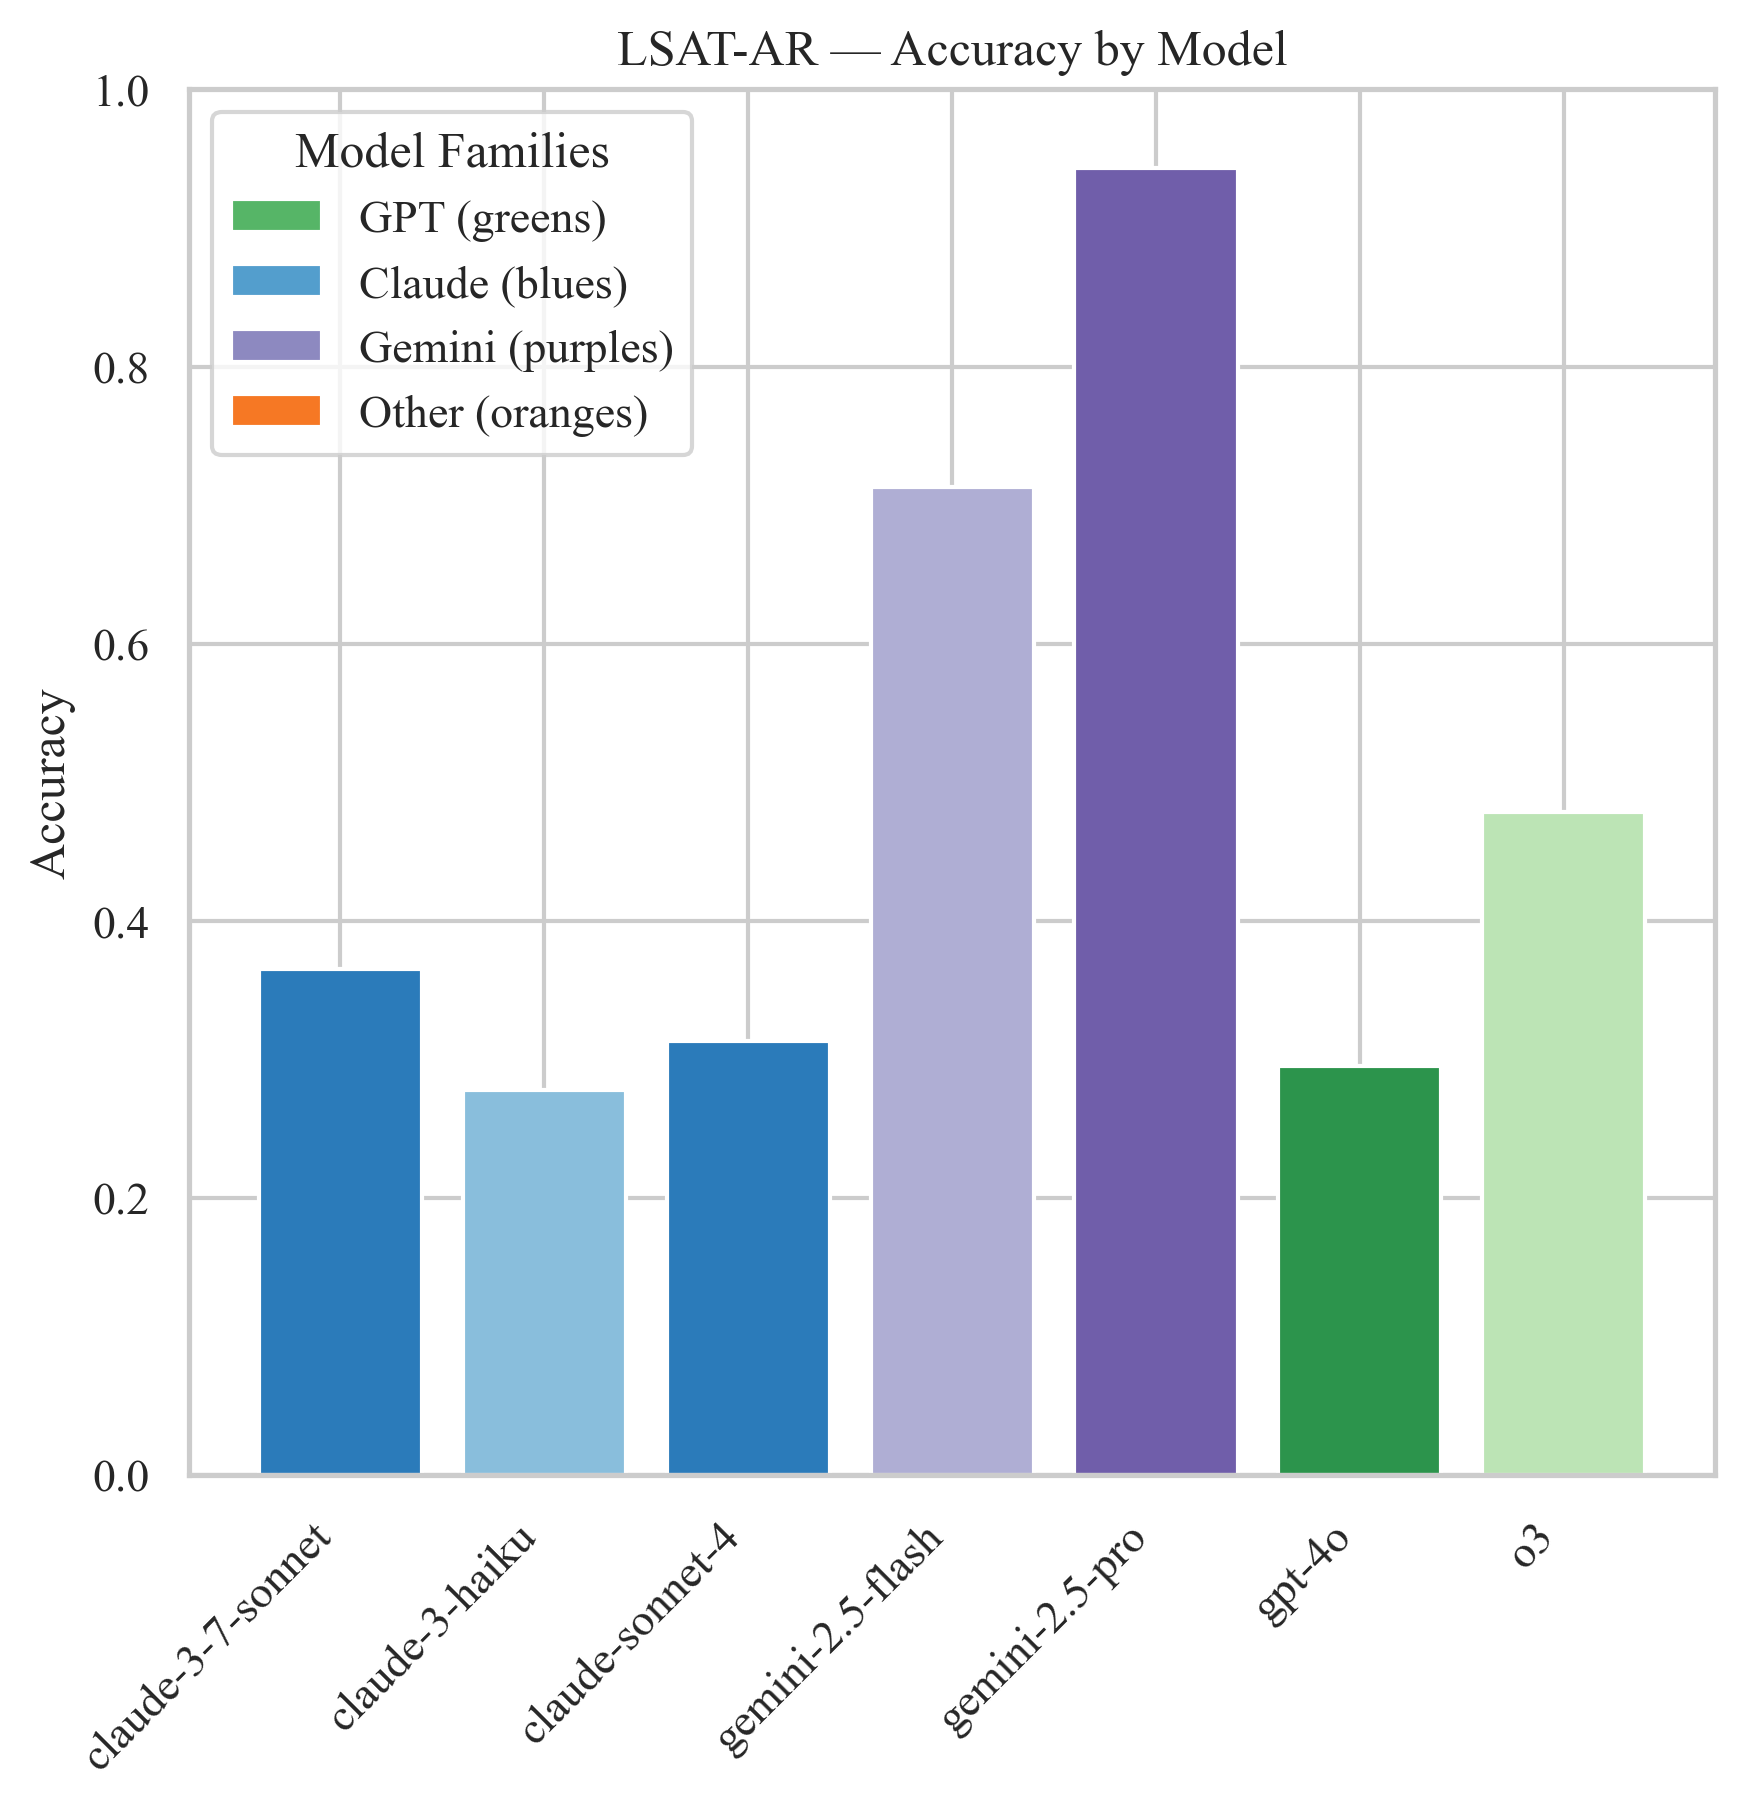 LSAT-AR — Accuracy by Model
1.0
0.8
0.6
0.4
0.2
0.0
Accuracy
Model Families
GPT (greens)
Claude (blues)
Gemini (purples)
Other (oranges)
claude-3-7-sonnet
claude-3-haiku
claude-sonnet-4
gemini-2.5-flash
gemini-2.5-pro
gpt-4o
o3